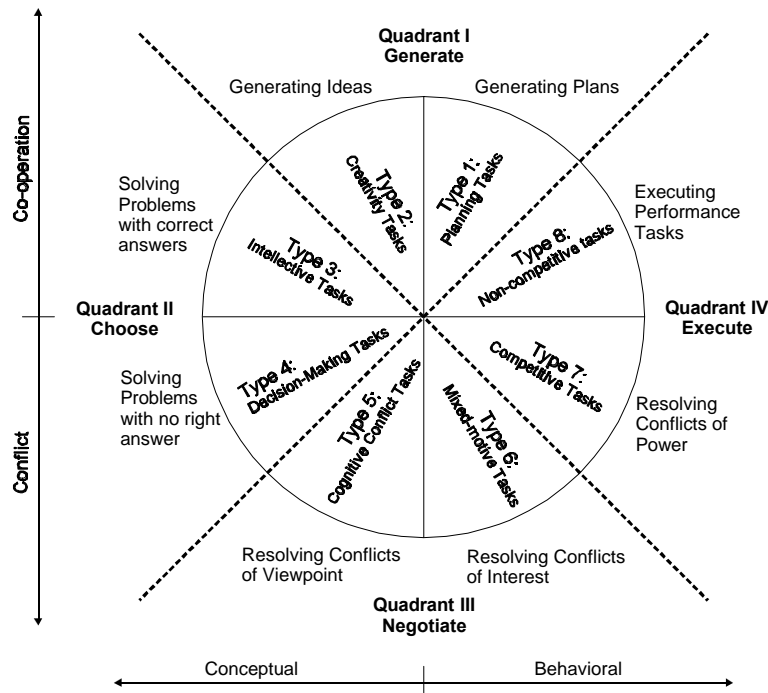 Quadrant I
Generate
Generating Ideas
Generating Plans
Co-operation
Solving
Problems
with correct
answers
Type 2:
Creativity Tasks
Type 1:
Planning Tasks
Executing
Performance
Tasks
Type 3:
Intellective Tasks
Type 8:
Non-competitive tasks
Quadrant II
Choose
Quadrant IV
Execute
Conflict
Solving
Problems
with no right
answer
Type 4:
Decision-Making Tasks
Type 5:
Cognitive Conflict Tasks
Type 6:
Mixed-motive Tasks
Type 7:
Competitive Tasks
Resolving
Conflicts of
Power
Resolving Conflicts
of Viewpoint
Resolving Conflicts
of Interest
Quadrant III
Negotiate
Conceptual
Behavioral